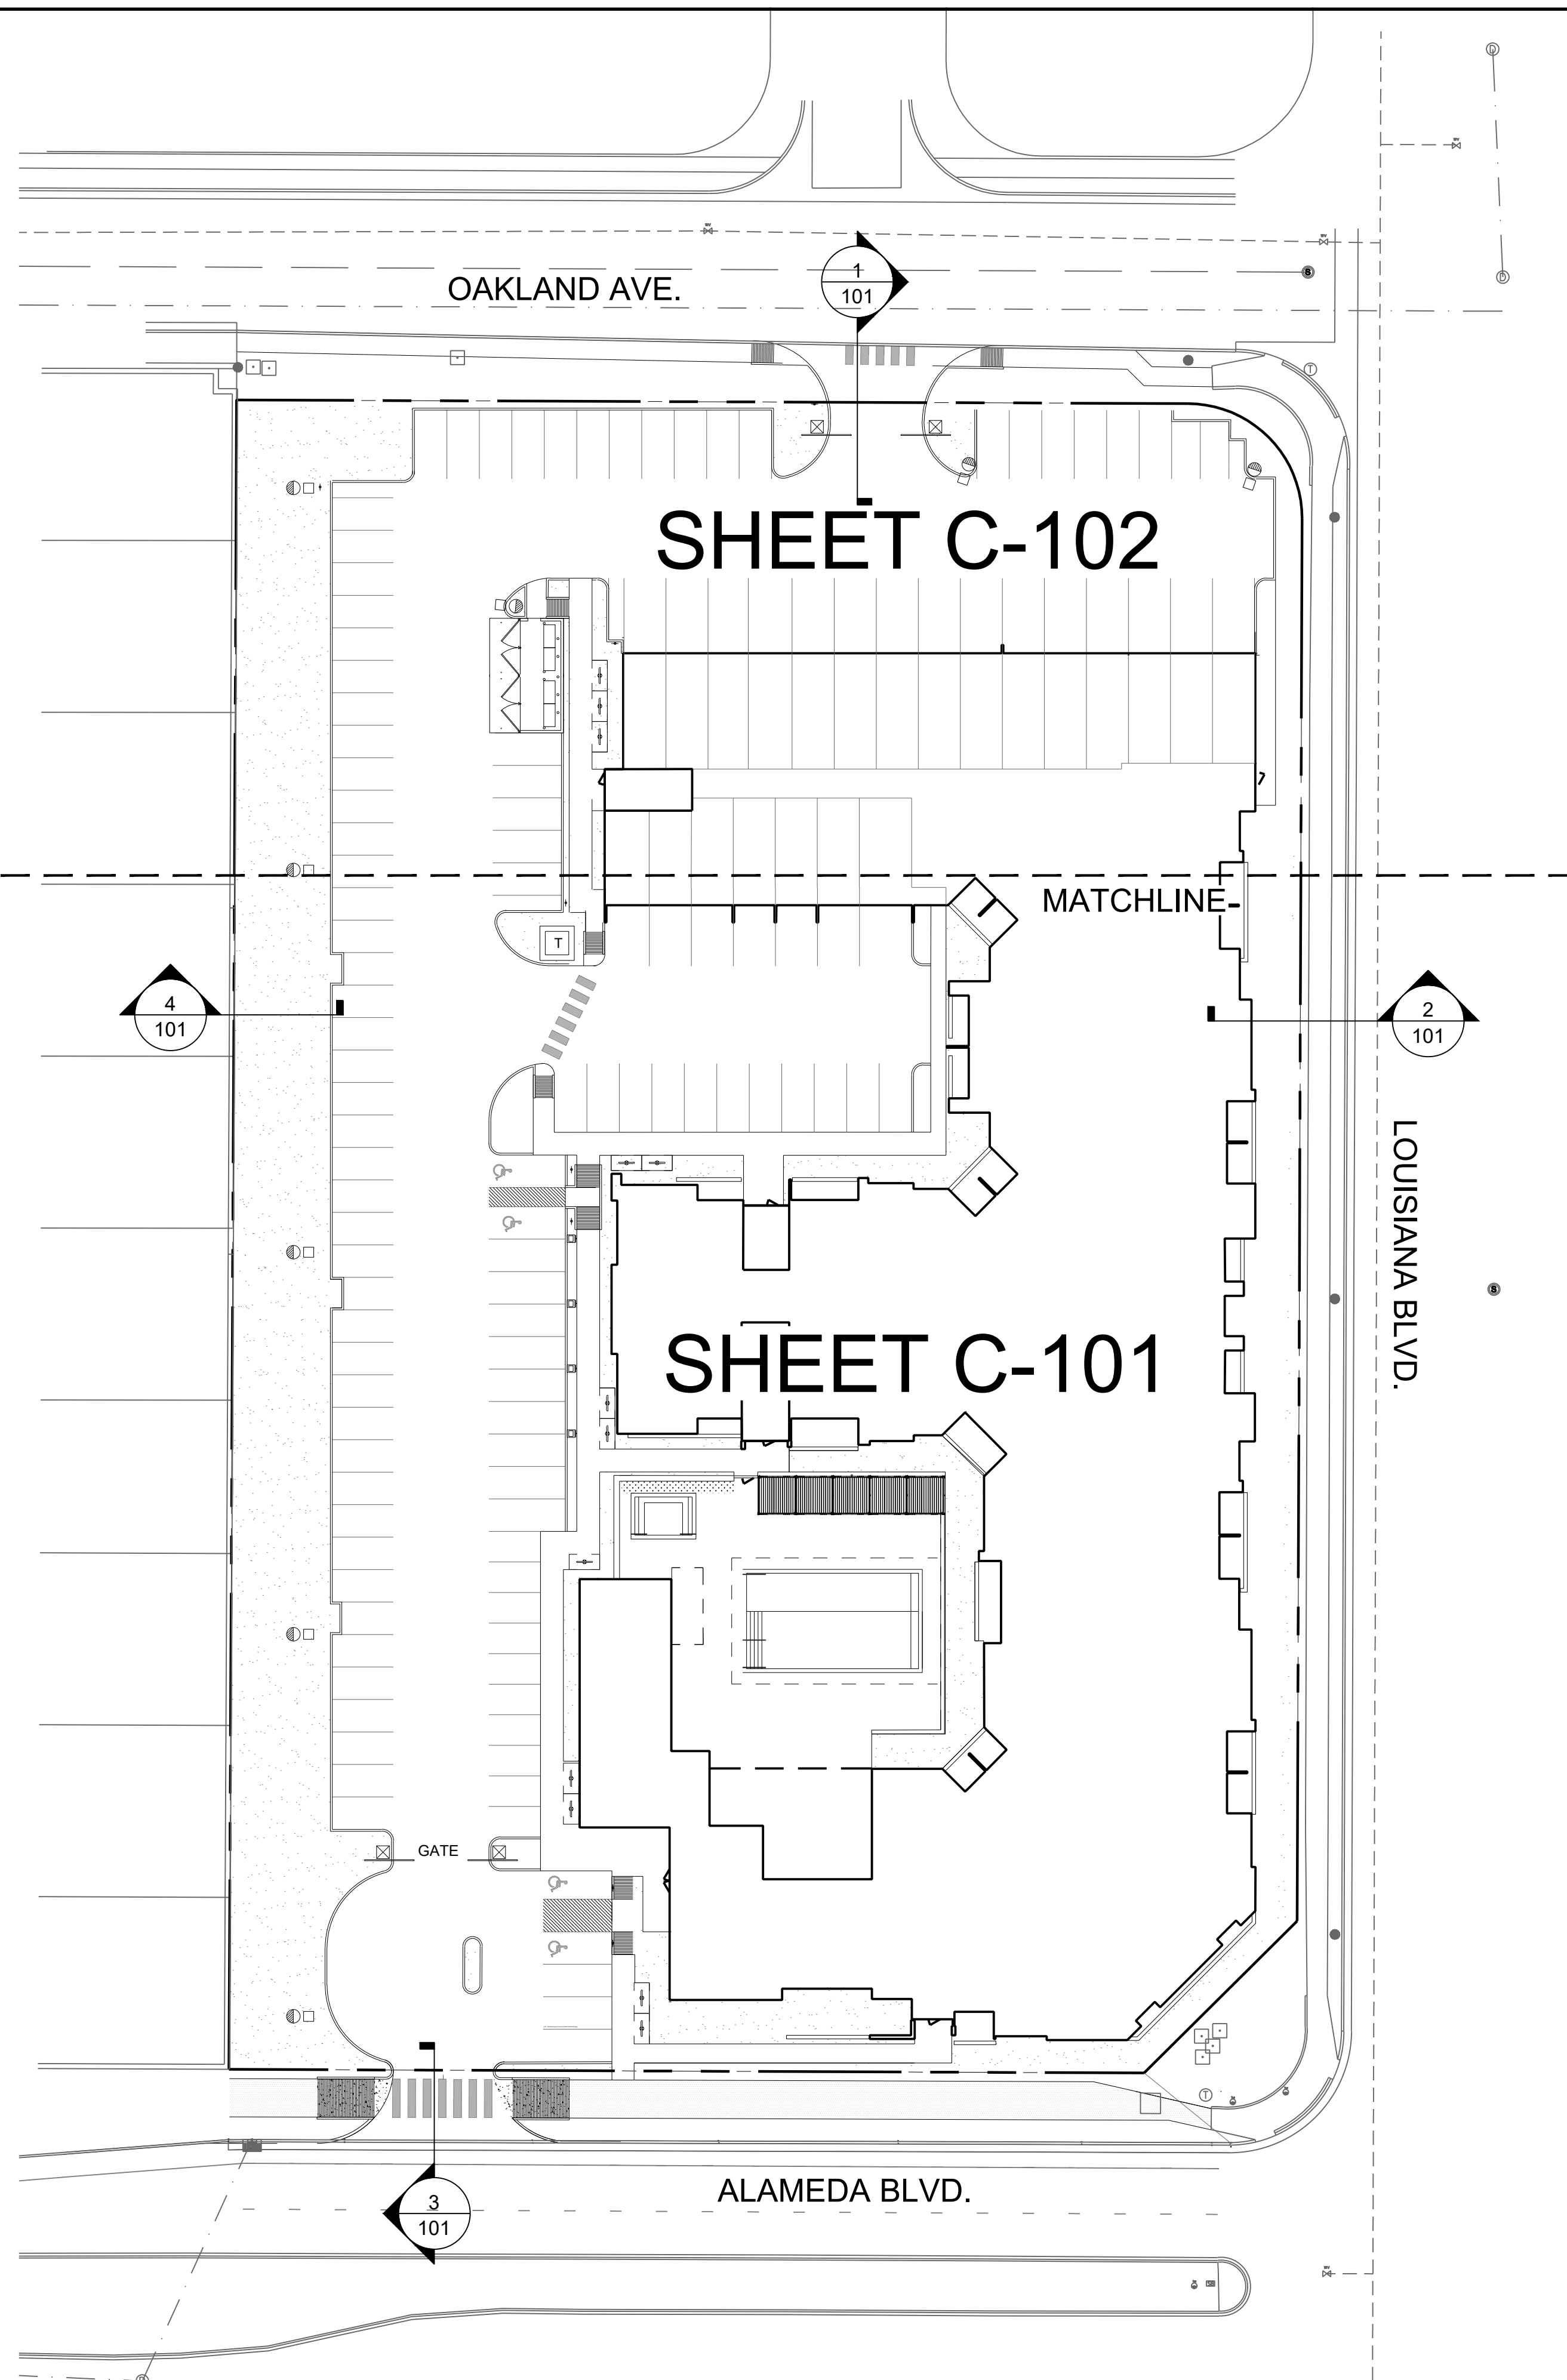 D
D
OAKLAND AVE.
1
101
S
T
SHEET C-102
MATCHLINE
T
4
101
2
101
LOUISIANA BLVD.
S
SHEET C-101
GATE
T
ALAMEDA BLVD.
3
101